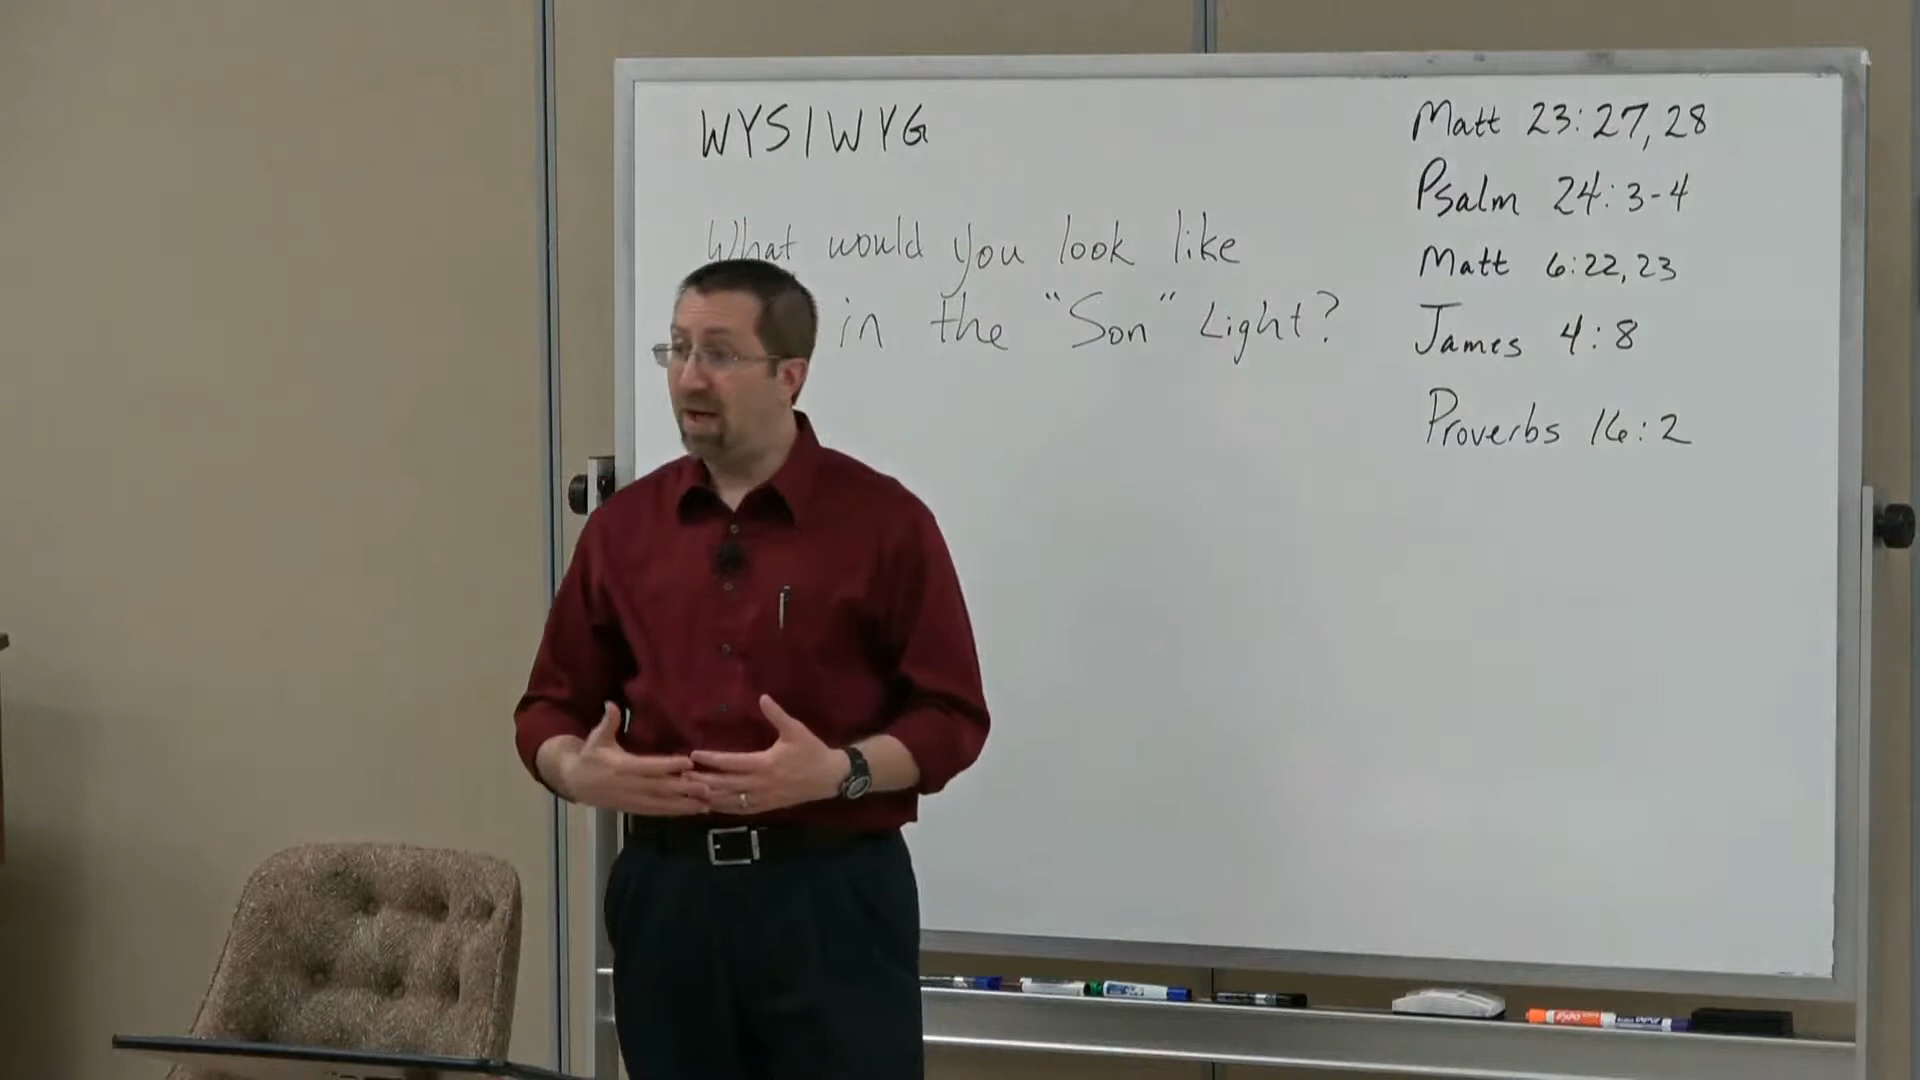 WYSIWYG
What would you look like
in the "Son" Light?
Matt 23:27,28
Psalm 24:3-4
Matt 6:22,23
James 4:8
Proverbs 16:2
EXPO